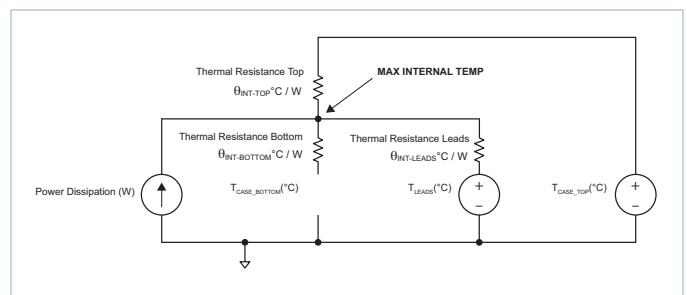 Thermal Resistance Top
θINT-TOP°C / W
MAX INTERNAL TEMP
Thermal Resistance Bottom
θINT-BOTTOM°C / W
Thermal Resistance Leads
θINT-LEADS°C / W
Power Dissipation (W)
TCASE_BOTTOM(°C)
TLEADS(°C)
TCASE_TOP(°C)
+
–
+
–